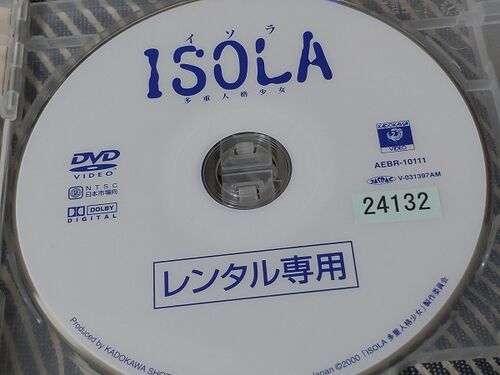 イソラ
ISOLA
多重人格少女
KADOKAWA
VIDEO
AEBR-10111
V-031397AM
24132
DVD
VIDEO
NTSC
日本市場向
DOLBY
DIGITAL
レンタル専用
Produced by KADOKAWA SHOT
Japan ©2000「ISOLA 多重人格少女」製作委員会